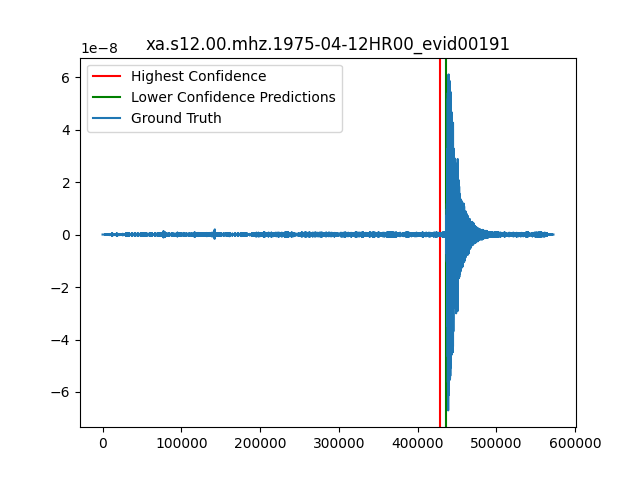 xa.s12.00.mhz.1975-04-12HR00_evid00191
1e−8
Highest Confidence
Lower Confidence Predictions
Ground Truth
6
4
2
0
−2
−4
−6
0 100000 200000 300000 400000 500000 600000